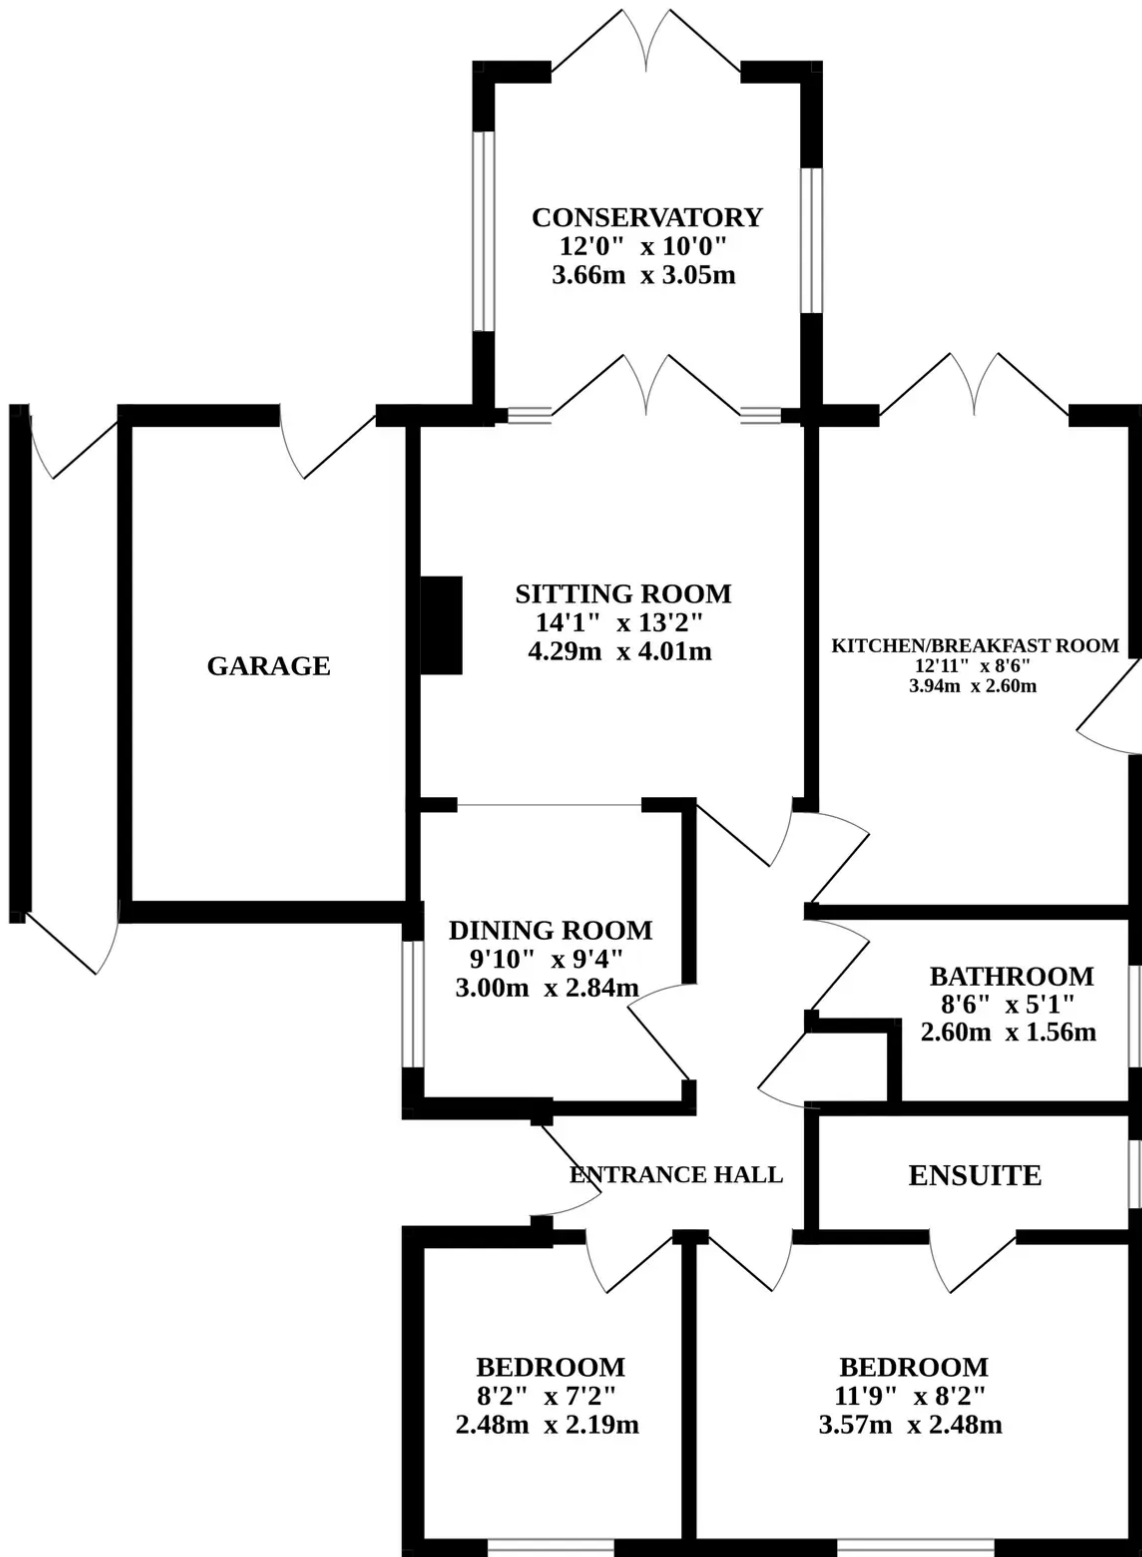 CONSERVATORY
12'0" x 10'0"
3.66m x 3.05m
SITTING ROOM
14'1" x 13'2"
4.29m x 4.01m
KITCHEN/BREAKFAST ROOM
12'11" x 8'6"
3.94m x 2.60m
GARAGE
DINING ROOM
9'10" x 9'4"
3.00m x 2.84m
BATHROOM
8'6" x 5'1"
2.60m x 1.56m
ENTRANCE HALL
ENSUITE
BEDROOM
8'2" x 7'2"
2.48m x 2.19m
BEDROOM
11'9" x 8'2"
3.57m x 2.48m